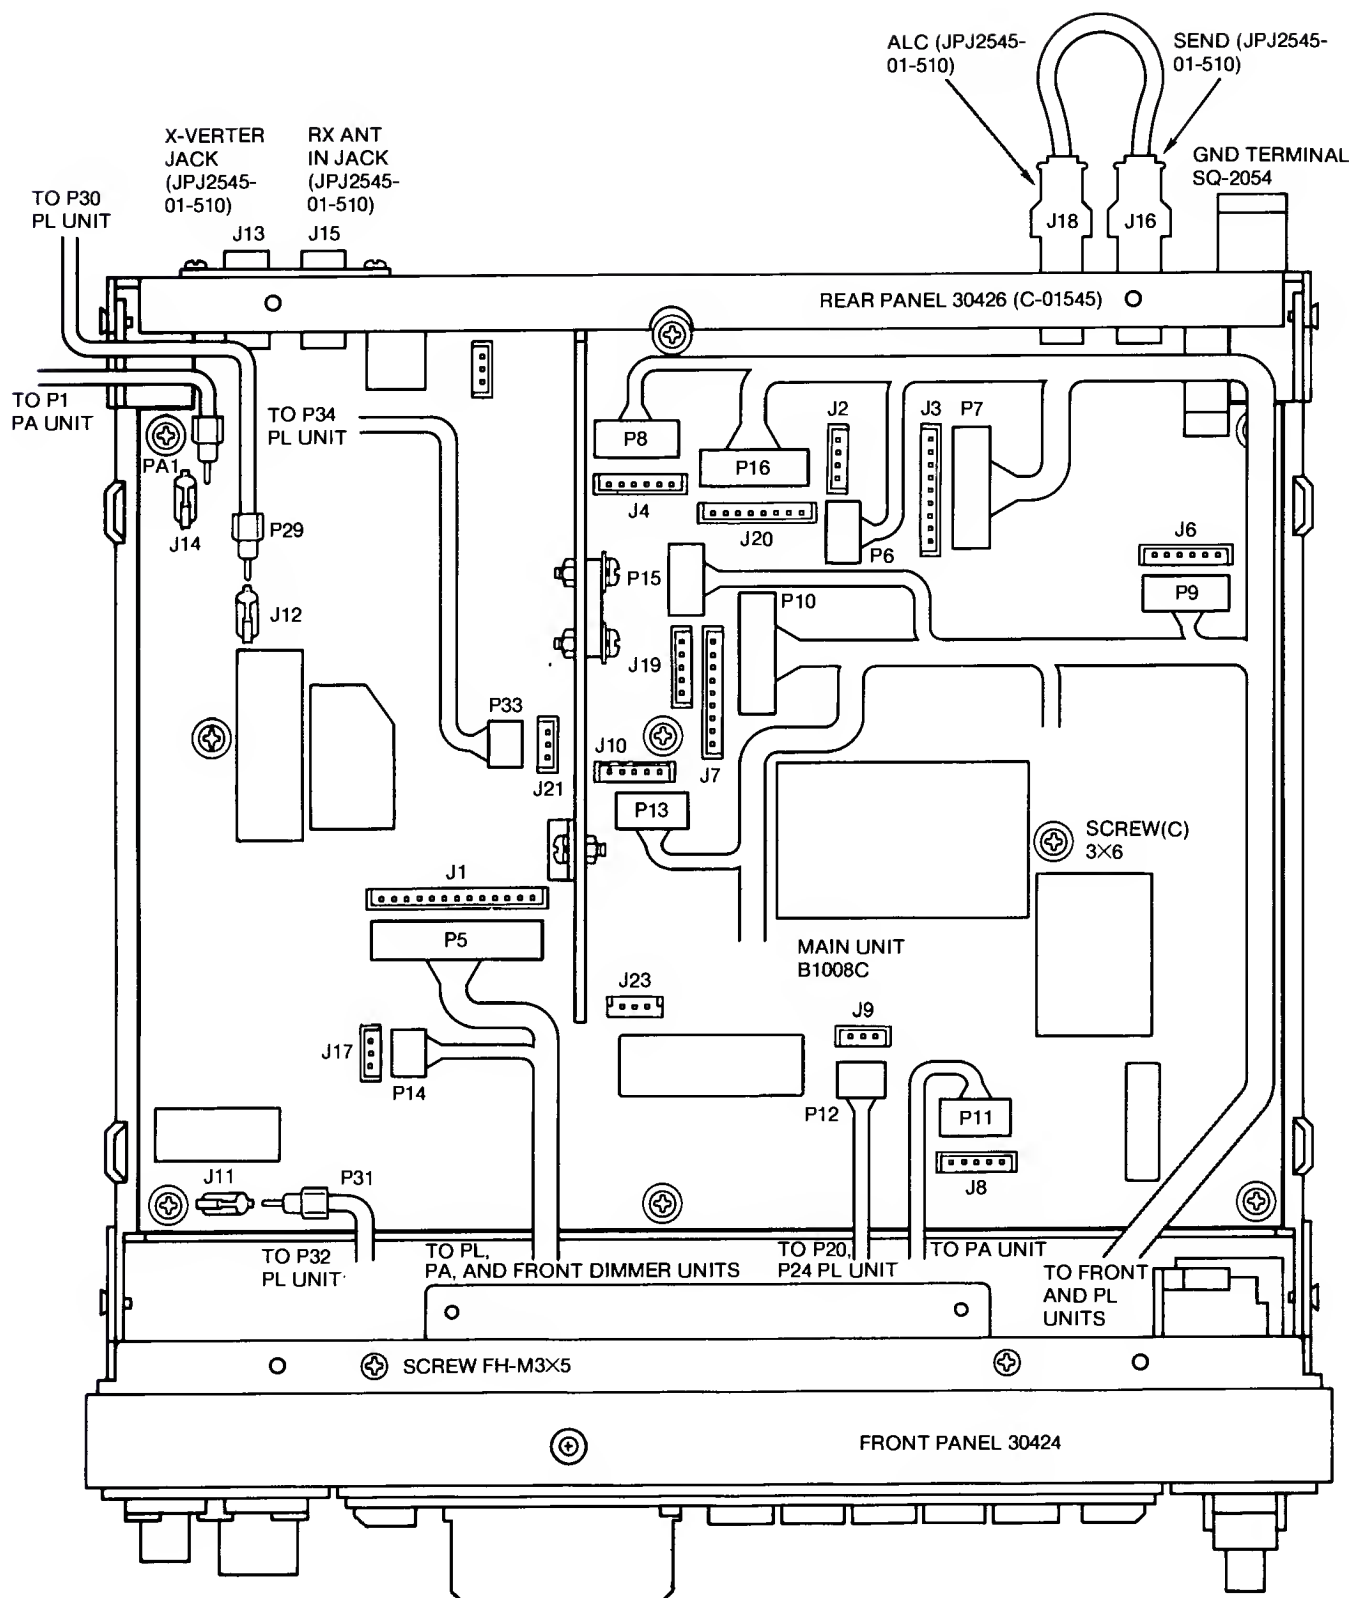 ALC (JPJ2545-
01-510)
SEND (JPJ2545-
01-510)
X-VERTER
JACK
(JPJ2545-
01-510)
RX ANT
IN JACK
(JPJ2545-
01-510)
GND TERMINAL
SQ-2054
TO P30
PL UNIT
J13
J15
J18
J16
REAR PANEL 30426 (C-01545)
TO P1
PA UNIT
TO P34
PL UNIT
PA1
J14
P29
J12
P8
P16
J2
J3
P7
J4
J20
P6
J6
P9
P15
P10
J19
J7
P33
J21
J10
P13
SCREW(C)
3×6
J1
P5
MAIN UNIT
B1008C
J23
J9
J17
P14
P12
P11
J8
J11
P31
TO P32
PL UNIT
TO PL,
PA, AND FRONT DIMMER UNITS
TO P20,
P24 PL UNIT
TO PA UNIT
TO FRONT
AND PL
UNITS
SCREW FH-M3×5
FRONT PANEL 30424